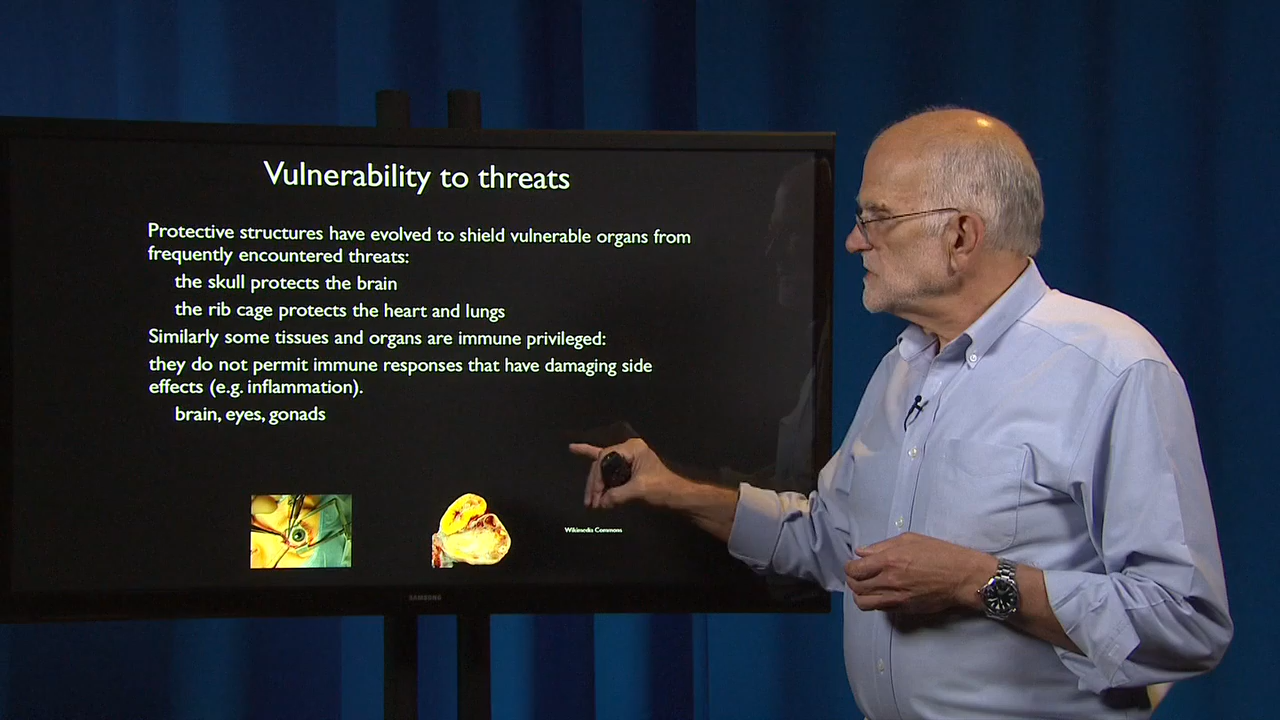 Vulnerability to threats
Protective structures have evolved to shield vulnerable organs from
frequently encountered threats:
the skull protects the brain
the rib cage protects the heart and lungs
Similarly some tissues and organs are immune privileged:
they do not permit immune responses that have damaging side
effects (e.g. inflammation).
brain, eyes, gonads
Wikimedia Commons
SAMSUNG